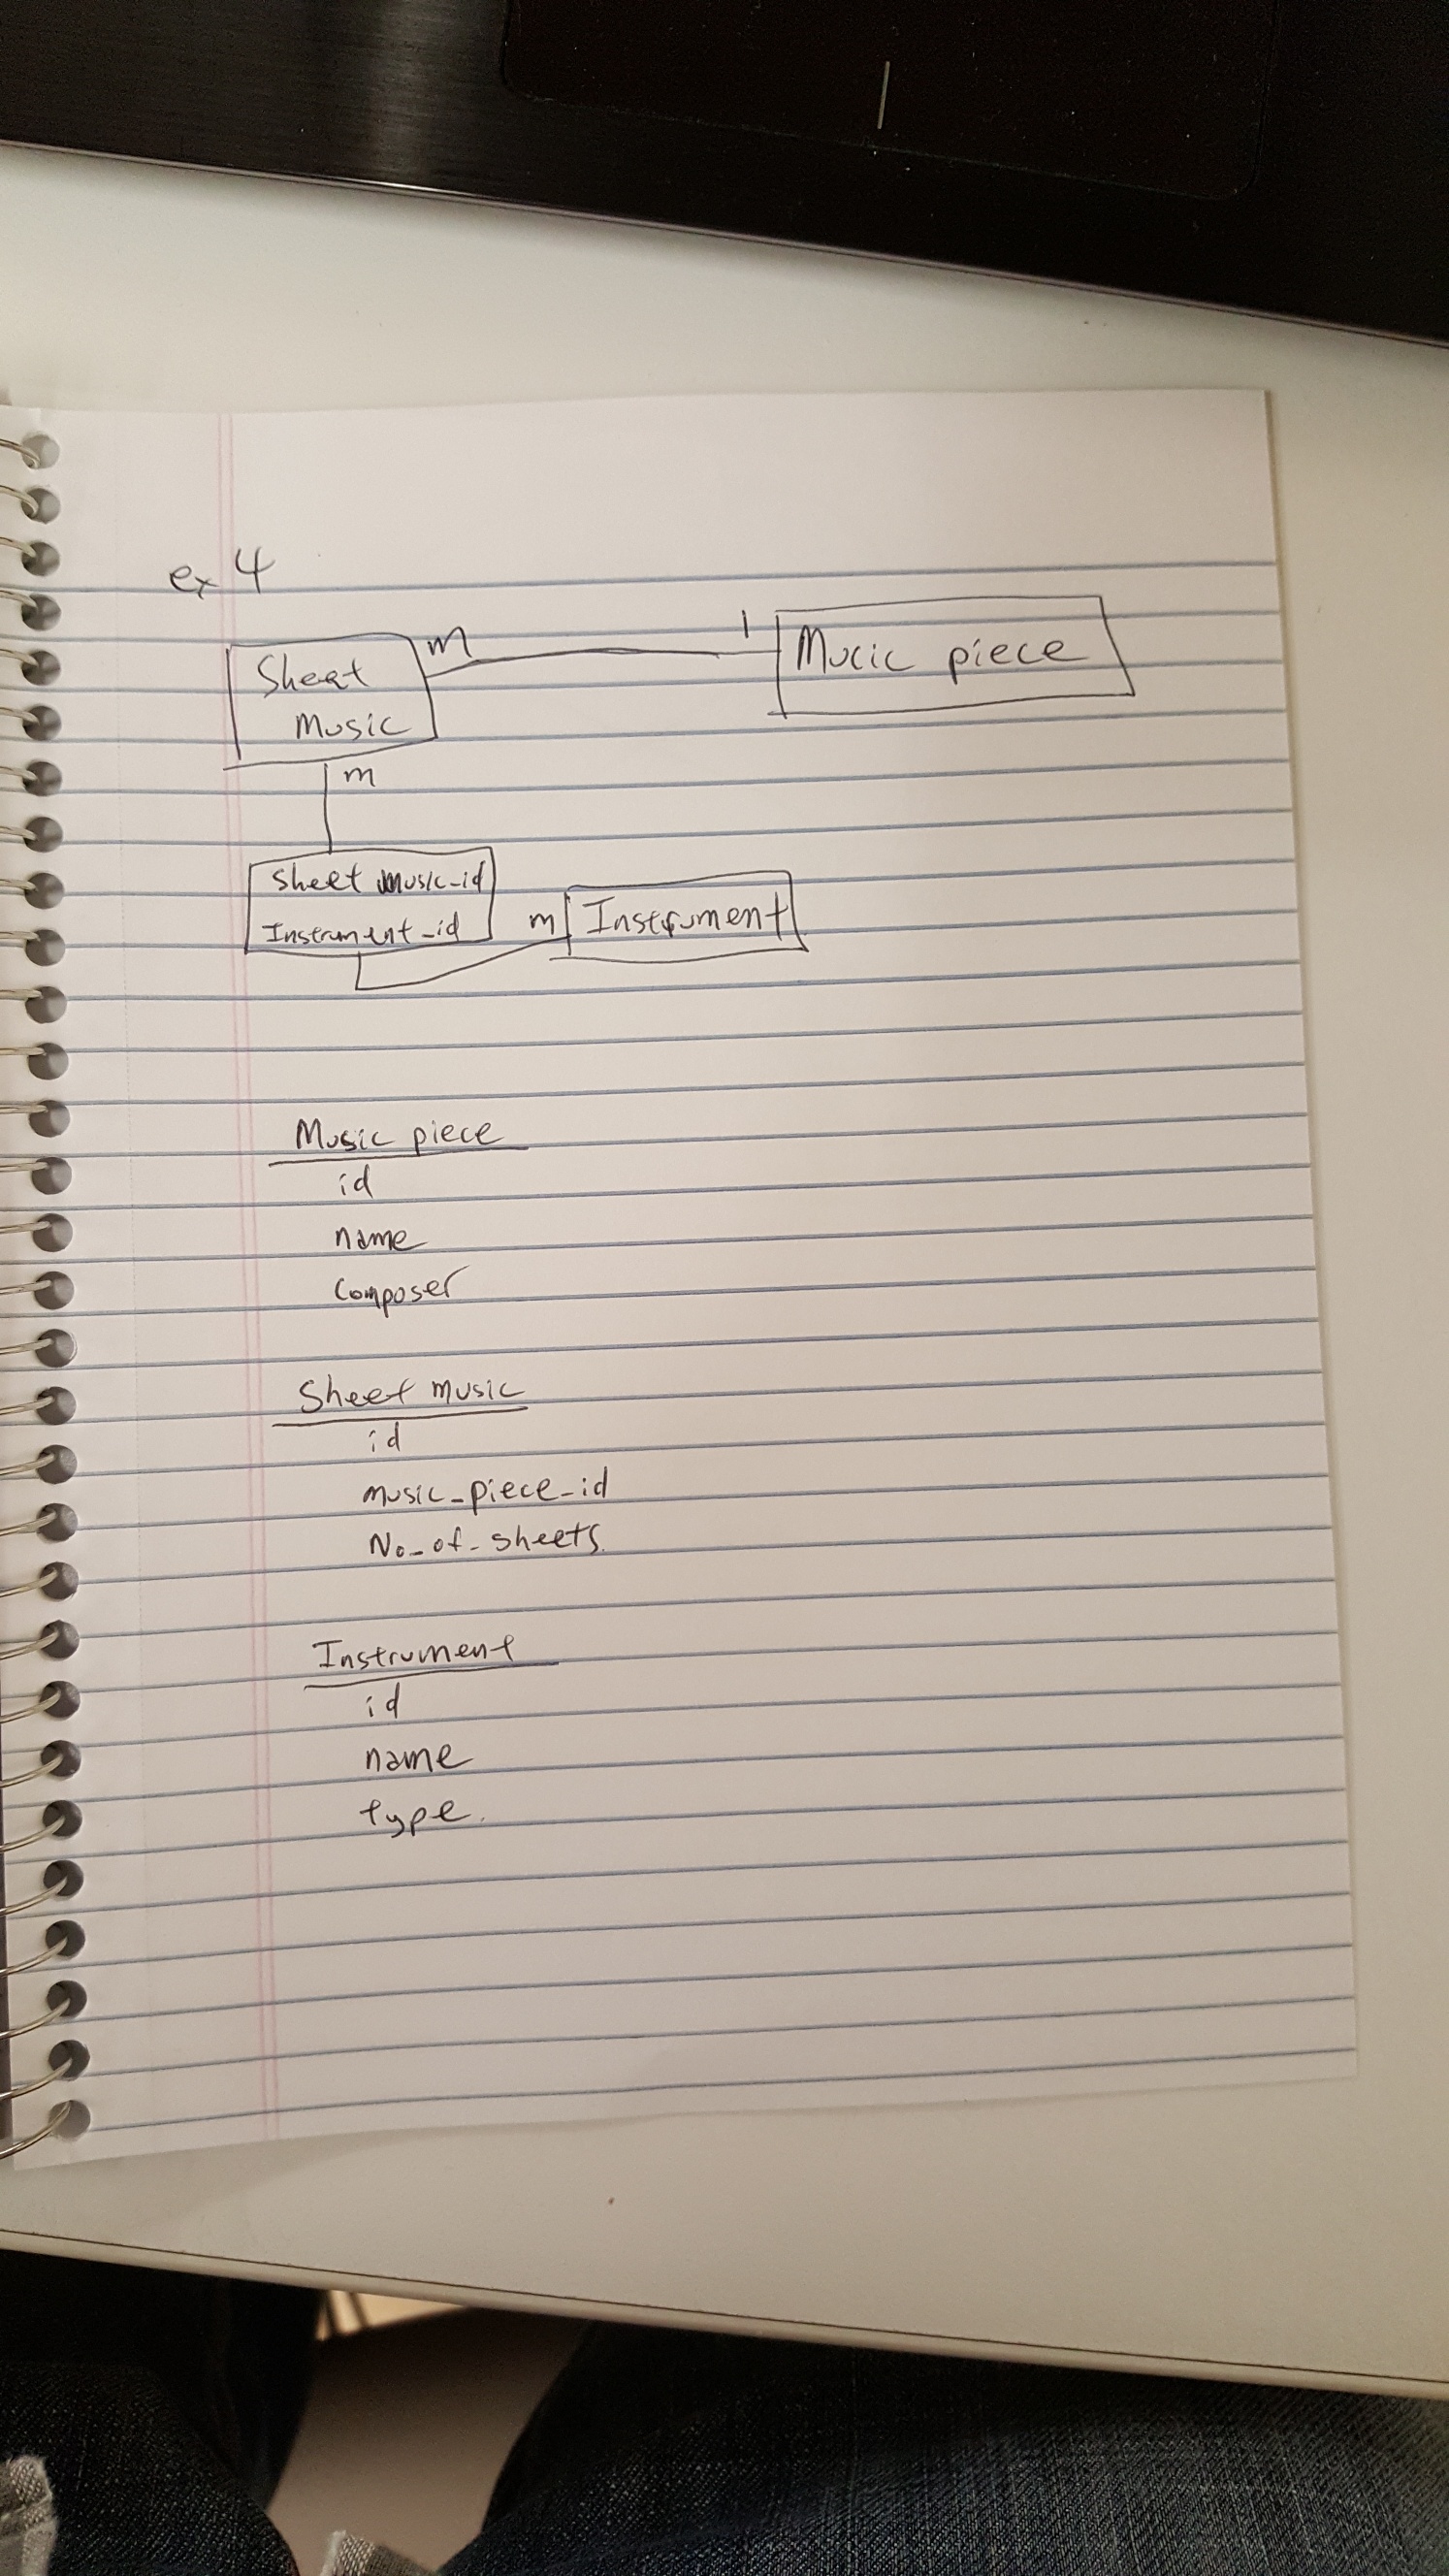 ex 4
m 1
Sheet Mucic piece
Music
m
sheet music_id
Instrument_id m Instrument
Music piece
id
name
Composer
Sheet music
id
music_piece_id
No_of_sheets.
Instrument
id
name
type.